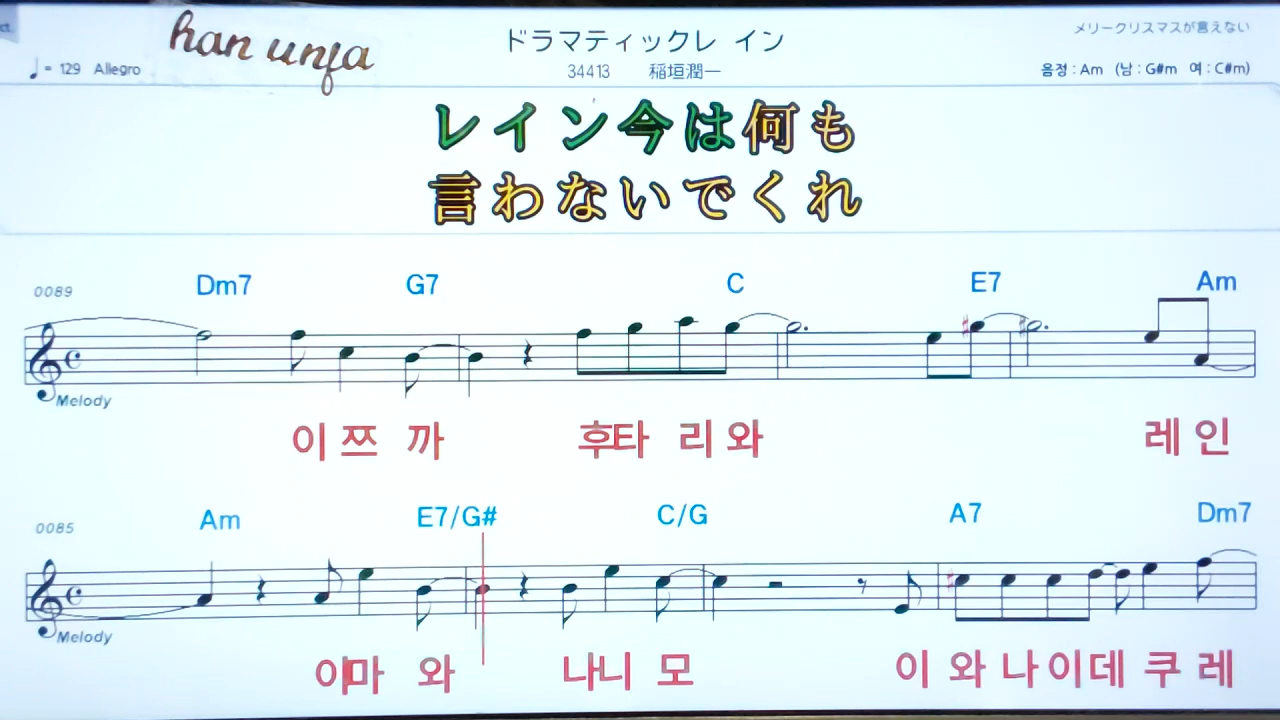 ct.
han unja
ドラマティックレ イン
メリークリスマスが言えない
♩= 129 Allegro
34413 稲垣潤一
음정 : Am (남 : G#m 여 : C#m)
レイン今は何も
言わないでくれ
0089
Dm7 G7 C E7 Am
Melody
이 쯔 까 후타 리 와 레 인
0085
Am E7/G# C/G A7 Dm7
Melody
이마 와 나니 모 이 와 나 이데 쿠 레